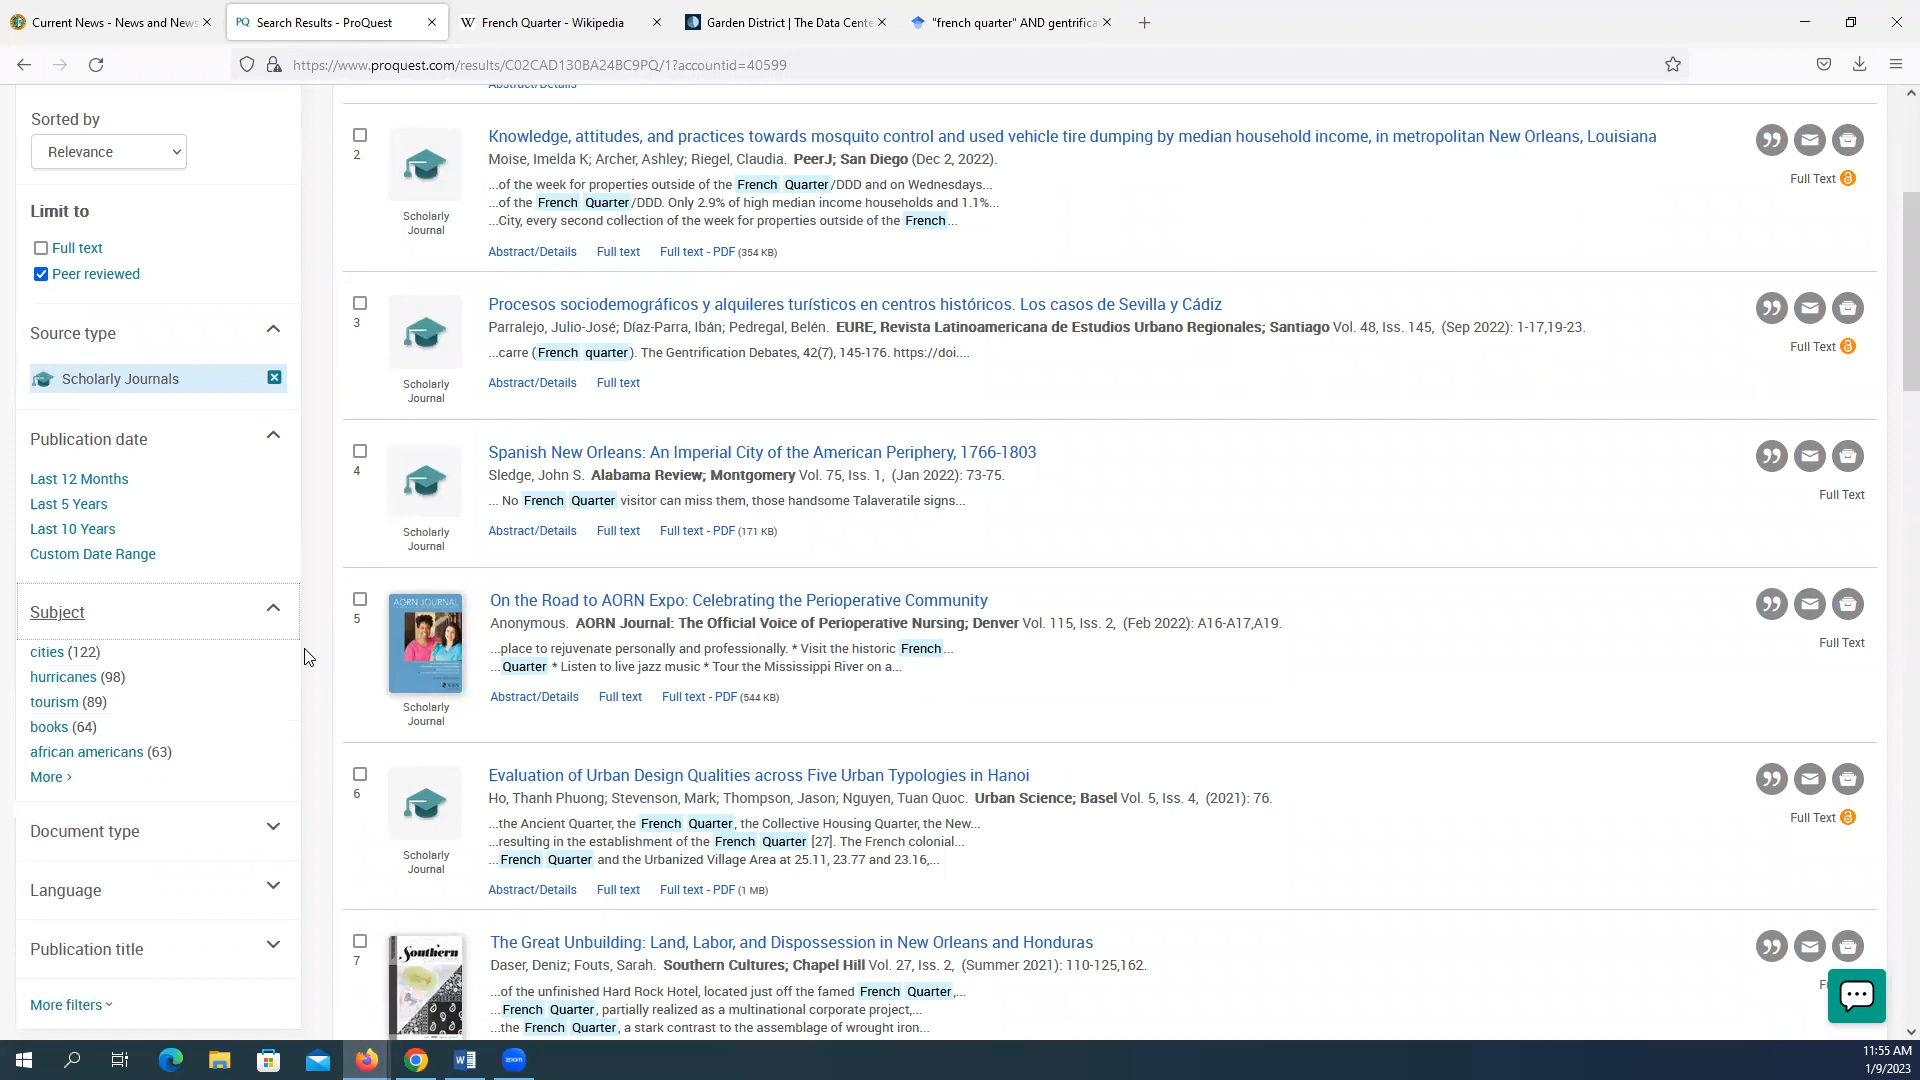 Current News - News and News
PQ Search Results - ProQuest
W French Quarter - Wikipedia
Garden District | The Data Cente
"french quarter" AND gentrifica
https://www.proquest.com/results/C02CAD130BA24BC9PQ/1?accountid=40599
Sorted by
Relevance
Limit to
Full text
Peer reviewed
Source type
Scholarly Journals
Publication date
Last 12 Months
Last 5 Years
Last 10 Years
Custom Date Range
Subject
cities (122)
hurricanes (98)
tourism (89)
books (64)
african americans (63)
More ›
Document type
Language
Publication title
More filters
Abstract/Details
2
Scholarly
Journal
Knowledge, attitudes, and practices towards mosquito control and used vehicle tire dumping by median household income, in metropolitan New Orleans, Louisiana
Moise, Imelda K; Archer, Ashley; Riegel, Claudia. PeerJ; San Diego (Dec 2, 2022).
...of the week for properties outside of the French Quarter/DDD and on Wednesdays...
...of the French Quarter/DDD. Only 2.9% of high median income households and 1.1%...
...City, every second collection of the week for properties outside of the French...
Abstract/Details Full text Full text - PDF (354 KB)
Full Text
3
Scholarly
Journal
Procesos sociodemográficos y alquileres turísticos en centros históricos. Los casos de Sevilla y Cádiz
Parralejo, Julio-José; Díaz-Parra, Ibán; Pedregal, Belén. EURE, Revista Latinoamericana de Estudios Urbano Regionales; Santiago Vol. 48, Iss. 145, (Sep 2022): 1-17,19-23.
...carre (French quarter). The Gentrification Debates, 42(7), 145-176. https://doi....
Abstract/Details Full text
Full Text
4
Scholarly
Journal
Spanish New Orleans: An Imperial City of the American Periphery, 1766-1803
Sledge, John S. Alabama Review; Montgomery Vol. 75, Iss. 1, (Jan 2022): 73-75.
... No French Quarter visitor can miss them, those handsome Talaveratile signs...
Abstract/Details Full text Full text - PDF (171 KB)
Full Text
5
AORN JOURNAL
Scholarly
Journal
On the Road to AORN Expo: Celebrating the Perioperative Community
Anonymous. AORN Journal: The Official Voice of Perioperative Nursing; Denver Vol. 115, Iss. 2, (Feb 2022): A16-A17,A19.
...place to rejuvenate personally and professionally. * Visit the historic French...
...Quarter * Listen to live jazz music * Tour the Mississippi River on a...
Abstract/Details Full text Full text - PDF (544 KB)
Full Text
6
Scholarly
Journal
Evaluation of Urban Design Qualities across Five Urban Typologies in Hanoi
Ho, Thanh Phuong; Stevenson, Mark; Thompson, Jason; Nguyen, Tuan Quoc. Urban Science; Basel Vol. 5, Iss. 4, (2021): 76.
...the Ancient Quarter, the French Quarter, the Collective Housing Quarter, the New...
...resulting in the establishment of the French Quarter [27]. The French colonial...
...French Quarter and the Urbanized Village Area at 25.11, 23.77 and 23.16,...
Abstract/Details Full text Full text - PDF (1 MB)
Full Text
7
Southern
The Great Unbuilding: Land, Labor, and Dispossession in New Orleans and Honduras
Daser, Deniz; Fouts, Sarah. Southern Cultures; Chapel Hill Vol. 27, Iss. 2, (Summer 2021): 110-125,162.
...of the unfinished Hard Rock Hotel, located just off the famed French Quarter,...
...French Quarter, partially realized as a multinational corporate project,...
...the French Quarter, a stark contrast to the assemblage of wrought iron...
zoom
11:55 AM
1/9/2023